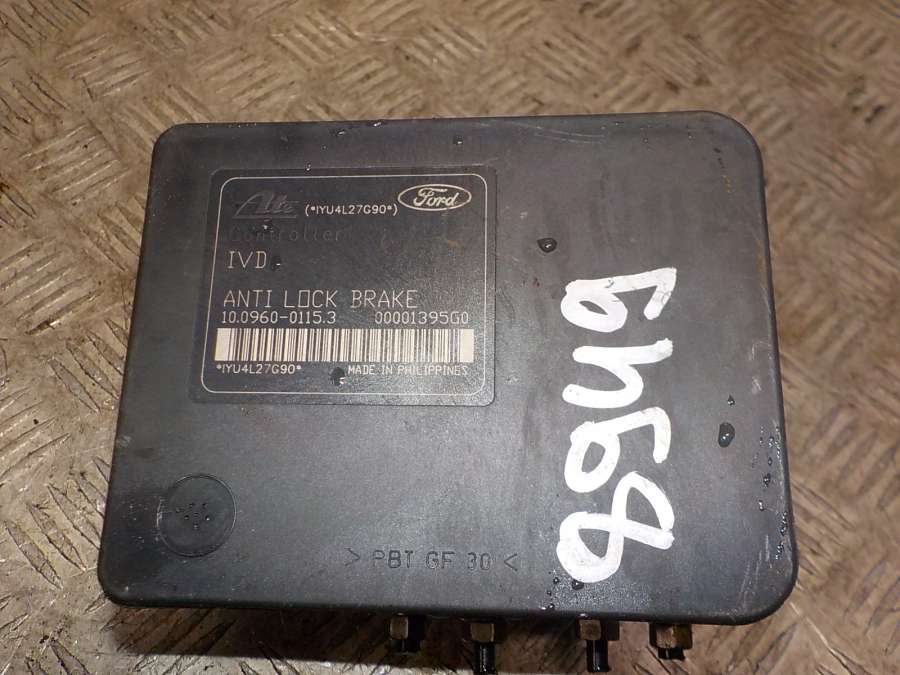 Ate (*IYU4L27G90*) Ford
Controller
IVD
ANTI LOCK BRAKE
10.0960-0115.3 00001395G0
*IYU4L27G90* MADE IN PHILIPPINES
> PBT GF 30 <